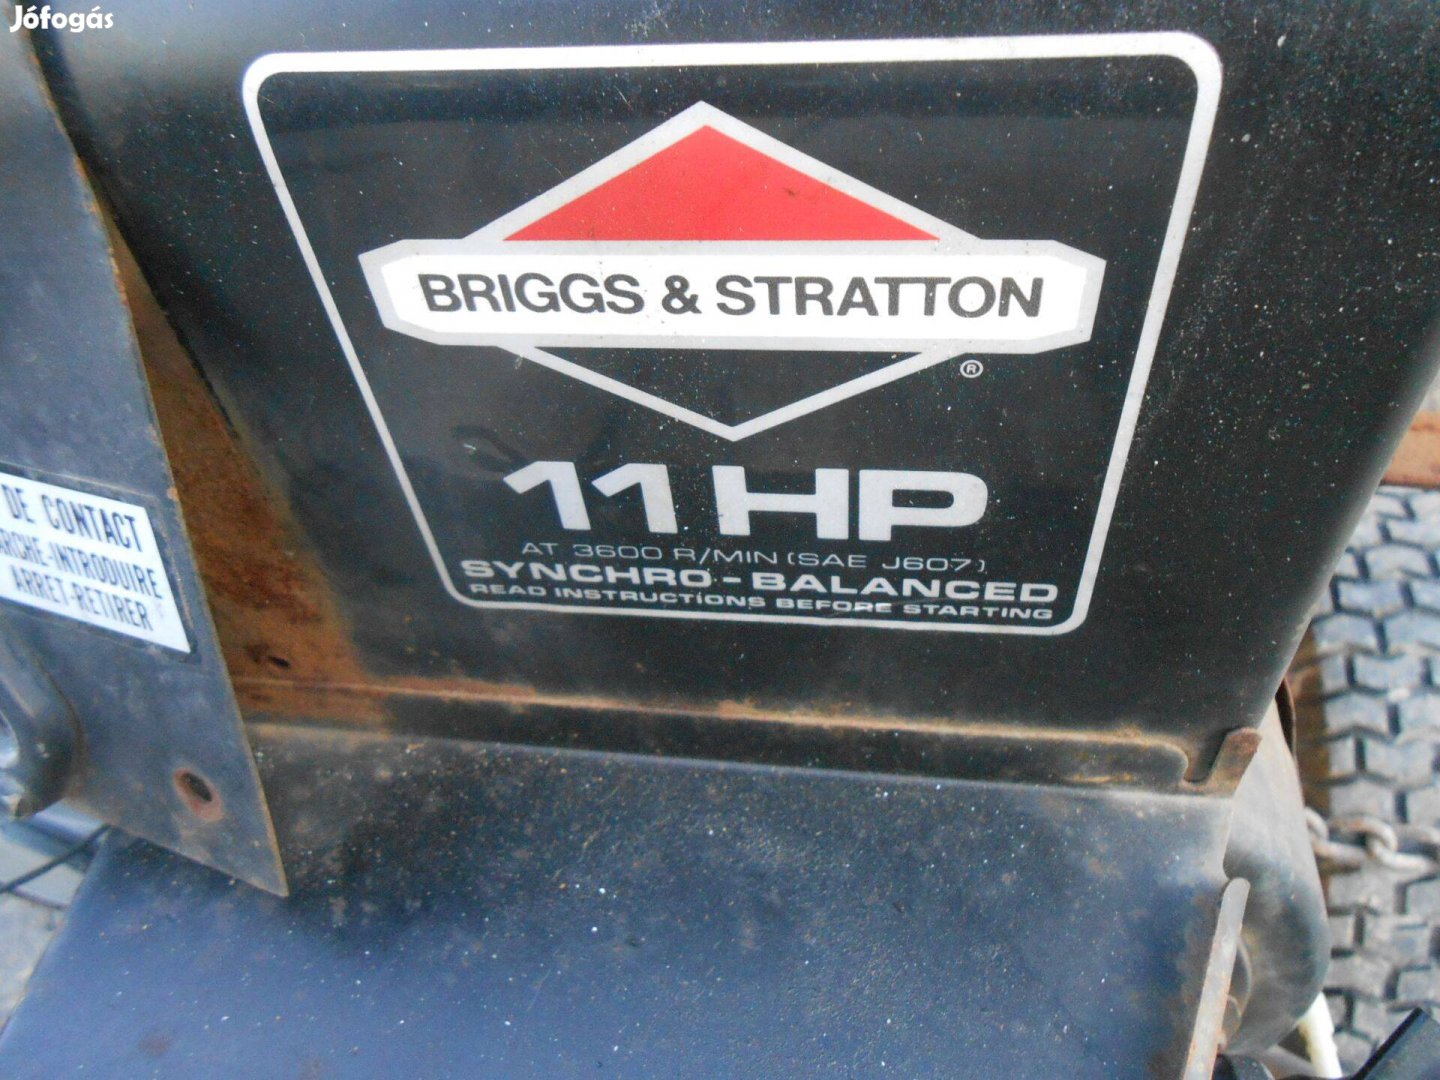 Jófogás
BRIGGS & STRATTON
®
11 HP
AT 3600 R/MIN (SAE J607)
SYNCHRO-BALANCED
READ INSTRUCTIONS BEFORE STARTING
DE CONTACT
ARCHE-INTRODUIRE
ARRET-RETIRER